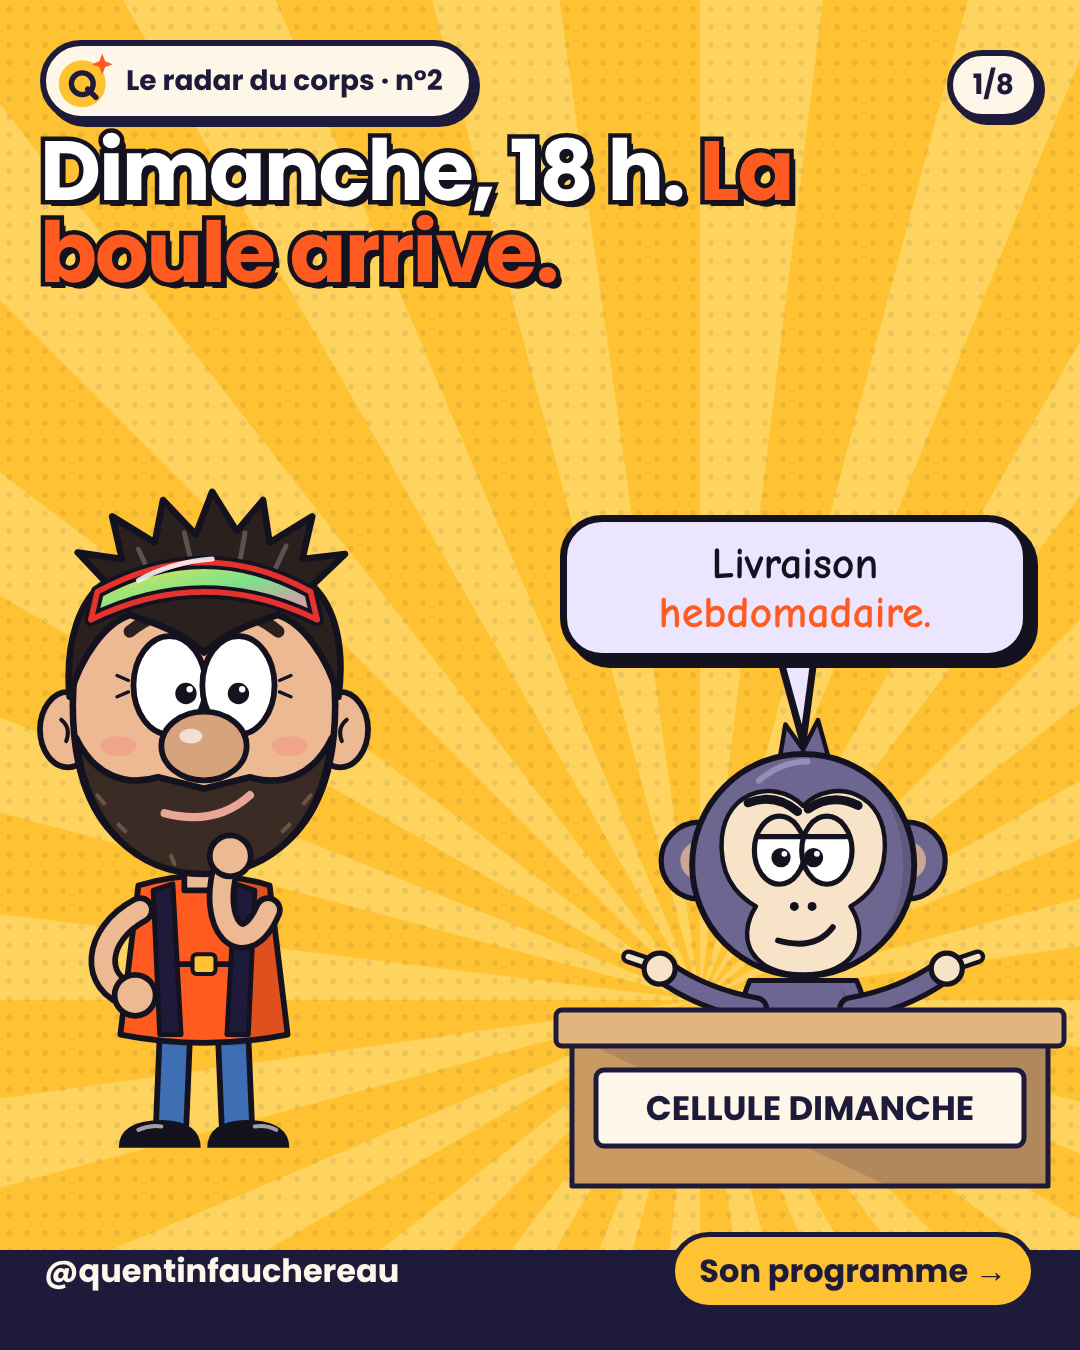 Q
Le radar du corps · n°2
1/8
Dimanche, 18 h. La
boule arrive.
Livraison
hebdomadaire.
CELLULE DIMANCHE
@quentinfauchereau
Son programme →